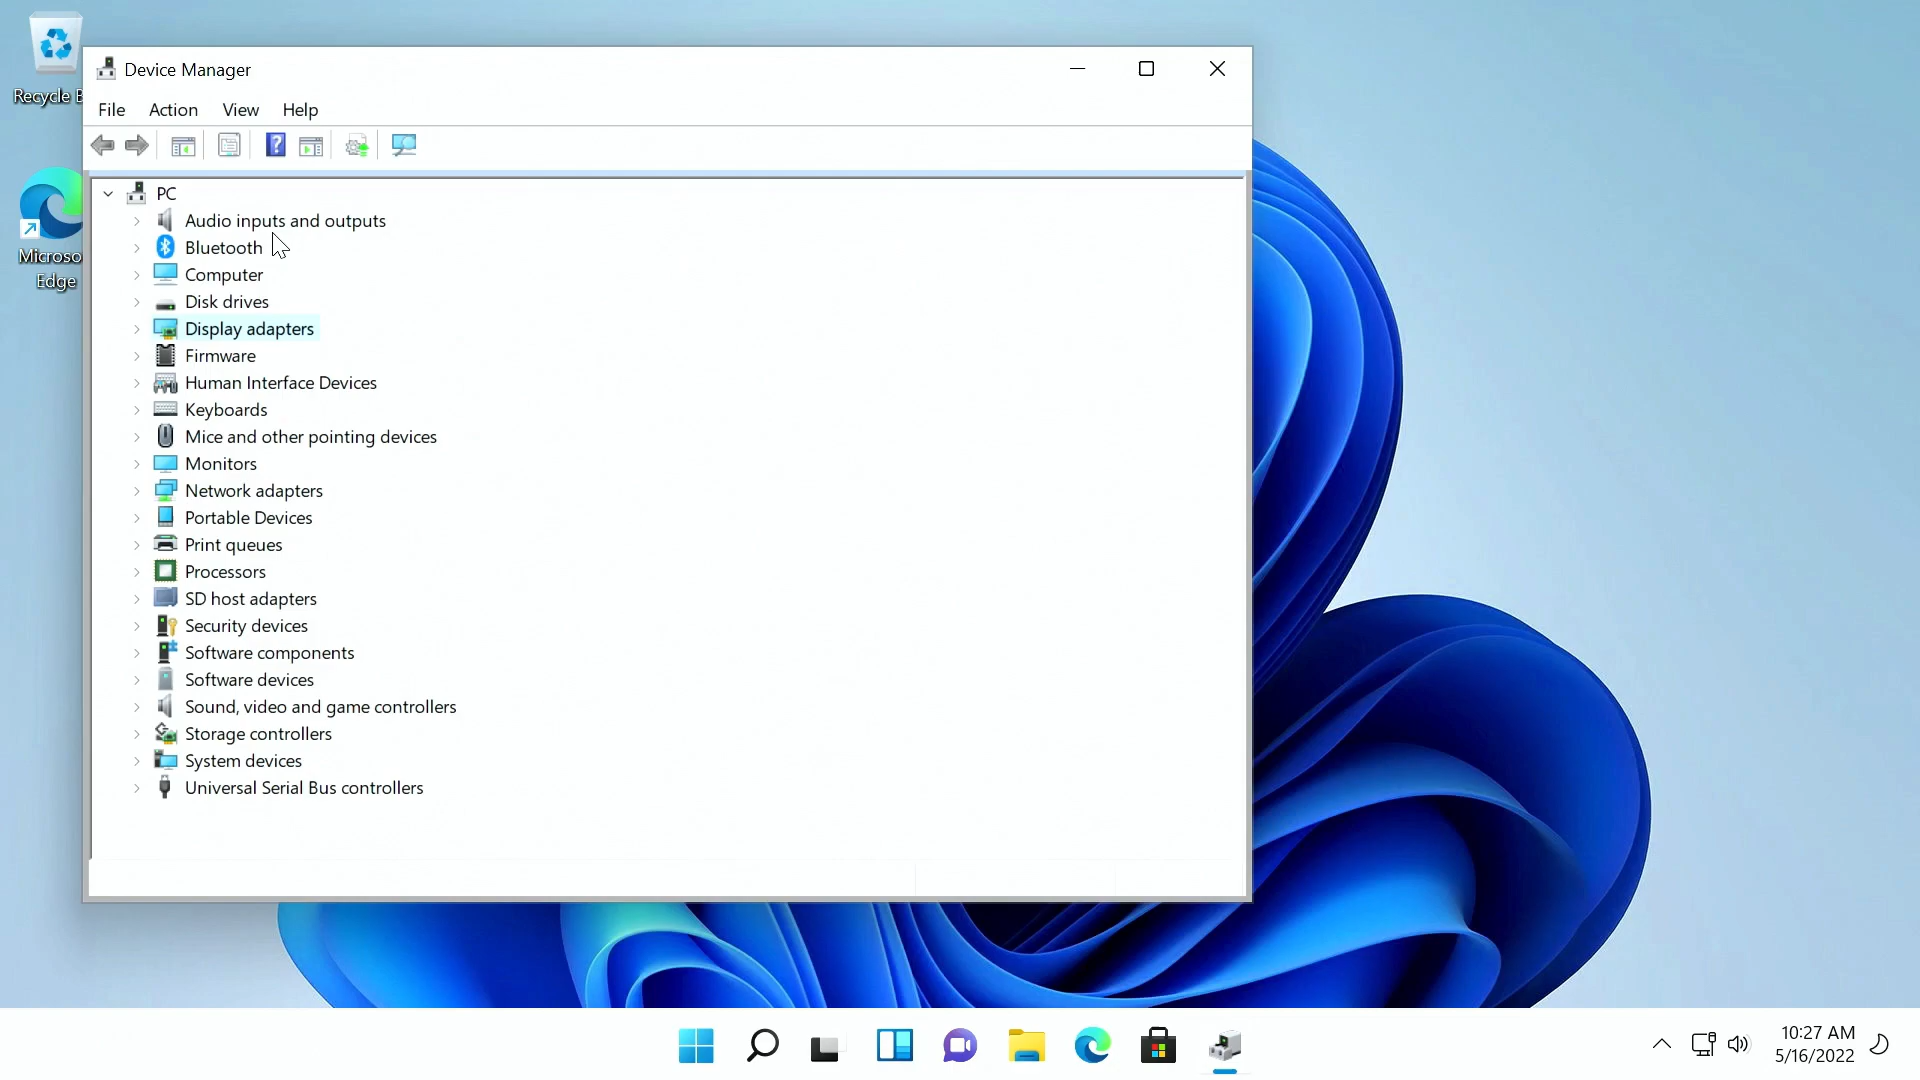 Recycle B
Device Manager
File Action View Help
PC
Audio inputs and outputs
Bluetooth
Computer
Disk drives
Display adapters
Firmware
Human Interface Devices
Keyboards
Mice and other pointing devices
Monitors
Network adapters
Portable Devices
Print queues
Processors
SD host adapters
Security devices
Software components
Software devices
Sound, video and game controllers
Storage controllers
System devices
Universal Serial Bus controllers
Microso
Edge
10:27 AM
5/16/2022